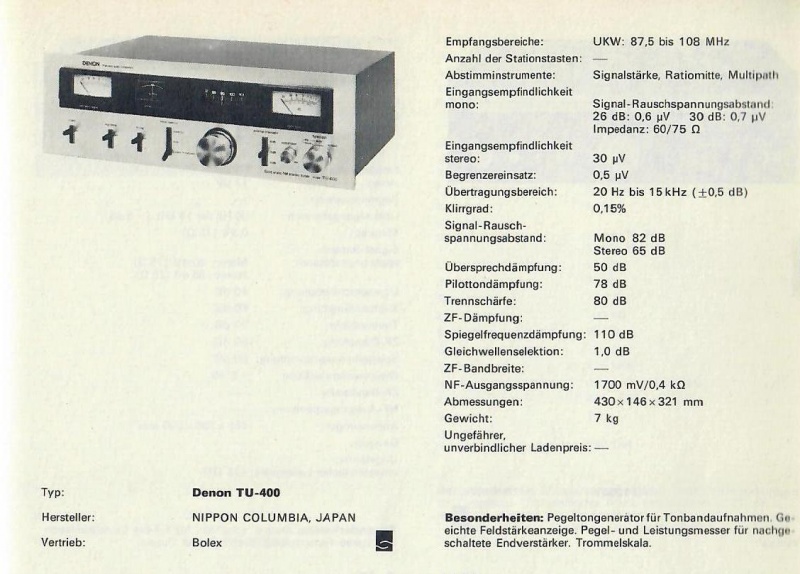 DENON
TU-400
Typ: Denon TU-400
Hersteller: NIPPON COLUMBIA, JAPAN
Vertrieb: Bolex
Empfangsbereiche: UKW: 87,5 bis 108 MHz
Anzahl der Stationstasten: —
Abstimminstrumente: Signalstärke, Ratiomitte, Multipath
Eingangsempfindlichkeit
mono: Signal-Rauschspannungsabstand:
26 dB: 0,6 µV 30 dB: 0,7 µV
Impedanz: 60/75 Ω
Eingangsempfindlichkeit
stereo: 30 µV
Begrenzereinsatz: 0,5 µV
Übertragungsbereich: 20 Hz bis 15 kHz (±0,5 dB)
Klirrgrad: 0,15%
Signal-Rausch-
spannungsabstand: Mono 82 dB
Stereo 65 dB
Übersprechdämpfung: 50 dB
Pilottondämpfung: 78 dB
Trennschärfe: 80 dB
ZF-Dämpfung: —
Spiegelfrequenzdämpfung: 110 dB
Gleichwellenselektion: 1,0 dB
ZF-Bandbreite: —
NF-Ausgangsspannung: 1700 mV/0,4 kΩ
Abmessungen: 430×146×321 mm
Gewicht: 7 kg
Ungefährer,
unverbindlicher Ladenpreis: —
Besonderheiten: Pegeltongenerator für Tonbandaufnahmen. Ge-
eichte Feldstärkeanzeige. Pegel- und Leistungsmesser für nachge-
schaltete Endverstärker. Trommelskala.